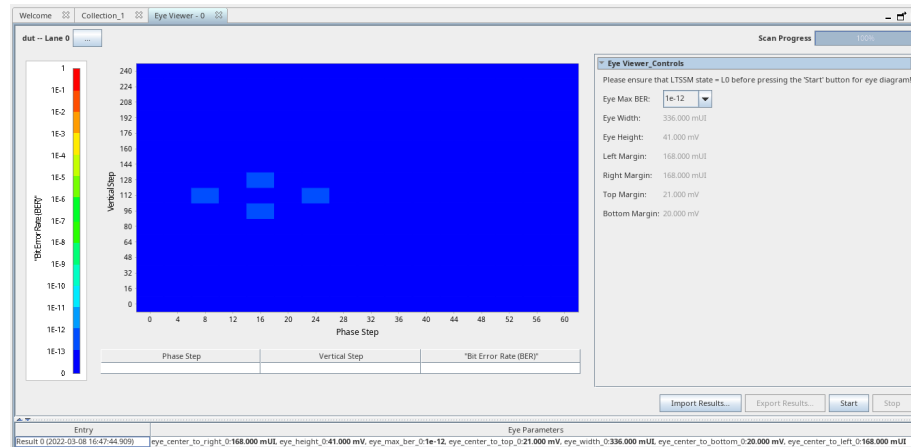 Welcome Collection_1 Eye Viewer - 0
dut -- Lane 0 ... Scan Progress 100%
Eye Viewer_Controls
Please ensure that LTSSM state = L0 before pressing the 'Start' button for eye diagram!
Eye Max BER: 1e-12
Eye Width: 336.000 mUI
Eye Height: 41.000 mV
Left Margin: 168.000 mUI
Right Margin: 168.000 mUI
Top Margin: 21.000 mV
Bottom Margin: 20.000 mV
"Bit Error Rate (BER)"
1
1E-1
1E-2
1E-3
1E-4
1E-5
1E-6
1E-7
1E-8
1E-9
1E-10
1E-11
1E-12
1E-13
0
Vertical Step
240
224
208
192
176
160
144
128
112
96
80
64
48
32
16
0
0 4 8 12 16 20 24 28 32 36 40 44 48 52 56 60
Phase Step
Phase Step Vertical Step "Bit Error Rate (BER)"
Import Results... Export Results... Start Stop
Entry Eye Parameters
Result 0 (2022-03-08 16:47:44.909) eye_center_to_right_0:168.000 mUI, eye_height_0:41.000 mV, eye_max_ber_0:1e-12, eye_center_to_top_0:21.000 mV, eye_width_0:336.000 mUI, eye_center_to_bottom_0:20.000 mV, eye_center_to_left_0:168.000 mUI